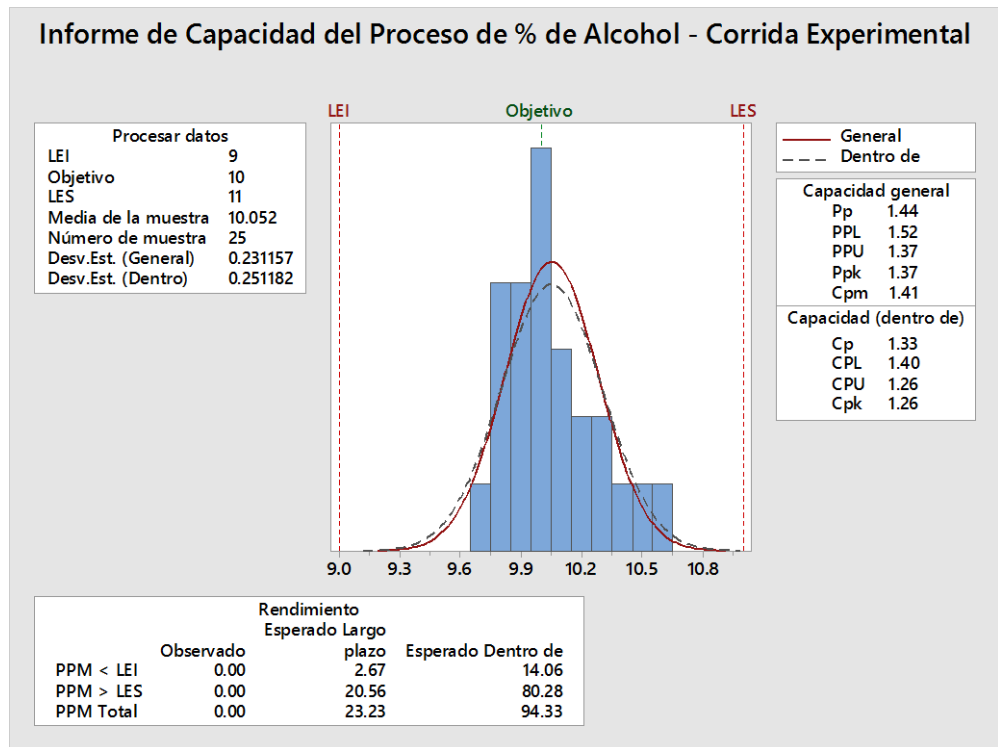 Informe de Capacidad del Proceso de % de Alcohol - Corrida Experimental
LEI Objetivo LES
Procesar datos
LEI 9
Objetivo 10
LES 11
Media de la muestra 10.052
Número de muestra 25
Desv.Est. (General) 0.231157
Desv.Est. (Dentro) 0.251182
General
Dentro de
Capacidad general
Pp 1.44
PPL 1.52
PPU 1.37
Ppk 1.37
Cpm 1.41
Capacidad (dentro de)
Cp 1.33
CPL 1.40
CPU 1.26
Cpk 1.26
9.0 9.3 9.6 9.9 10.2 10.5 10.8
Rendimiento
Esperado Largo
Observado plazo Esperado Dentro de
PPM < LEI 0.00 2.67 14.06
PPM > LES 0.00 20.56 80.28
PPM Total 0.00 23.23 94.33